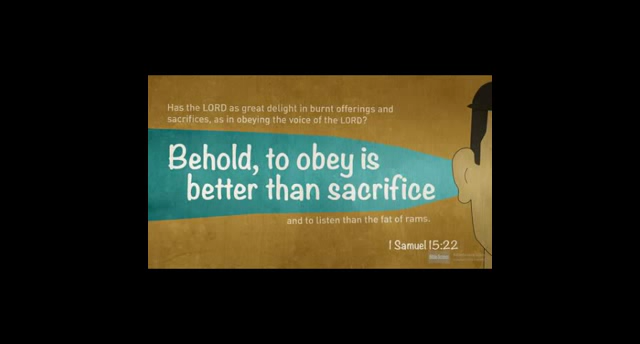 Has the LORD as great delight in burnt offerings and
sacrifices, as in obeying the voice of the LORD?
Behold, to obey is
better than sacrifice
and to listen than the fat of rams.
1 Samuel 15:22